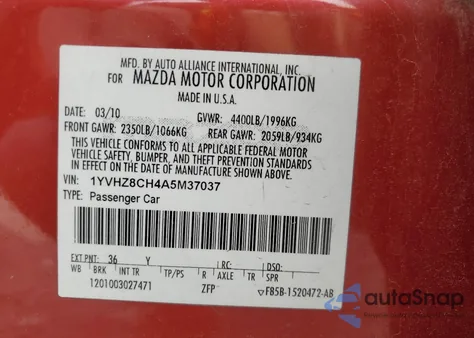 MFD. BY AUTO ALLIANCE INTERNATIONAL, INC.
FOR MAZDA MOTOR CORPORATION
MADE IN U.S.A.
DATE: 03/10 GVWR: 4400LB/1996KG
FRONT GAWR: 2350LB/1066KG REAR GAWR: 2059LB/934KG
THIS VEHICLE CONFORMS TO ALL APPLICABLE FEDERAL MOTOR
VEHICLE SAFETY, BUMPER, AND THEFT PREVENTION STANDARDS
IN EFFECT ON THE DATE OF MANUFACTURE SHOWN ABOVE.
VIN: 1YVHZ8CH4A5M37037
TYPE: Passenger Car
EXT PNT: 36 Y RC: DSO:
WB BRK INT TR TP/PS R AXLE TR SPR
1201003027471 ZFP F85B-1520472-AB
autoSnap